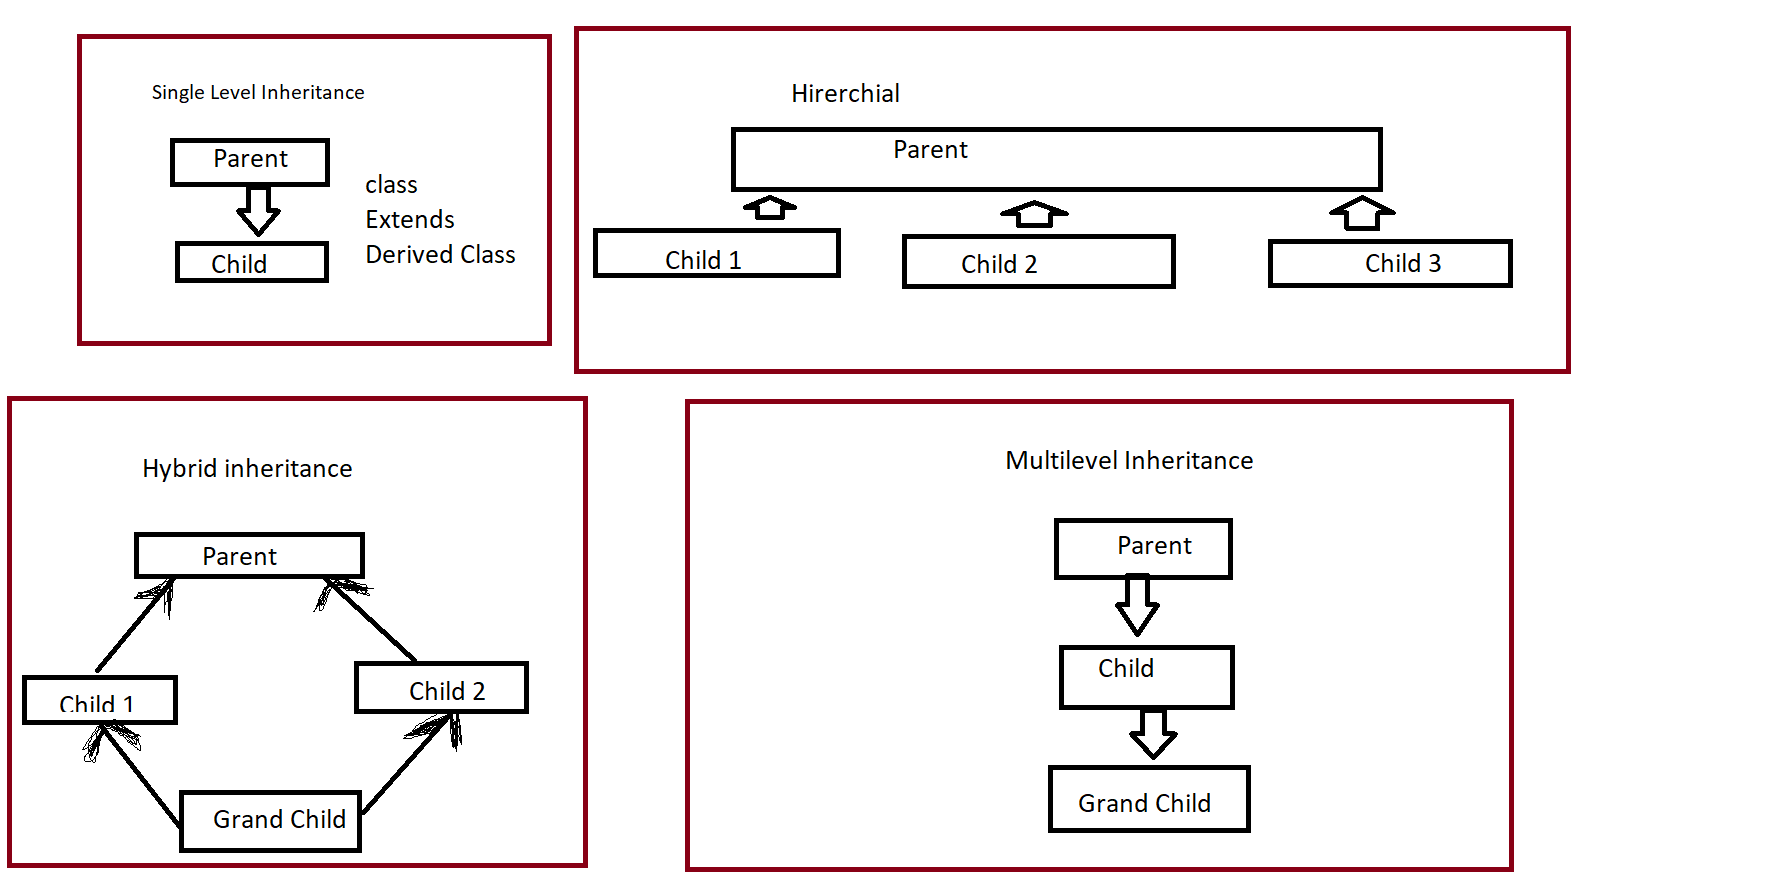 Single Level Inheritance
Parent
class
Extends
Derived Class
Child
Hirerchial
Parent
Child 1
Child 2
Child 3
Hybrid inheritance
Parent
Child 1
Child 2
Grand Child
Multilevel Inheritance
Parent
Child
Grand Child